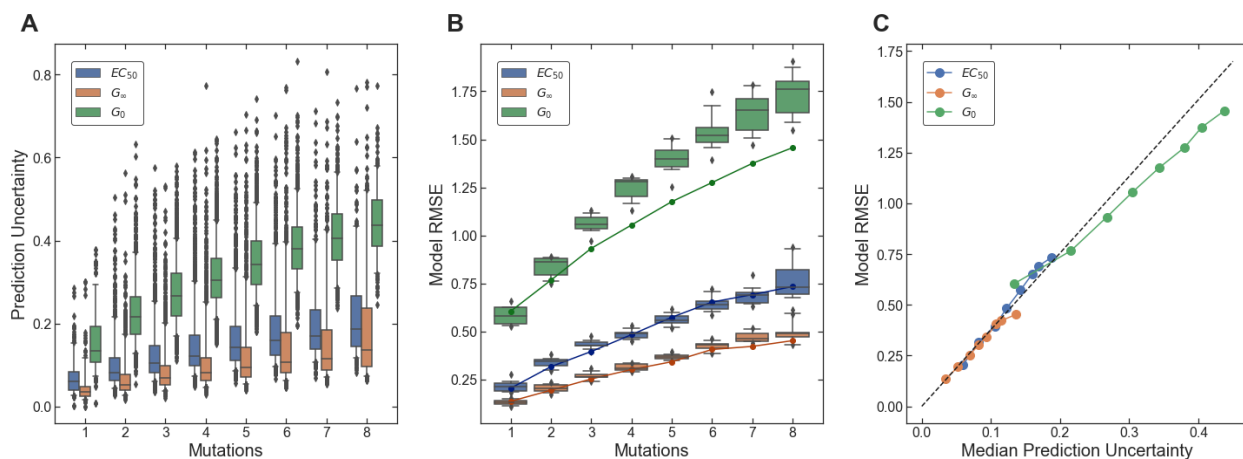 A
Prediction Uncertainty
0.8
0.6
0.4
0.2
0.0
EC₅₀
G∞
G₀
1 2 3 4 5 6 7 8
Mutations
B
Model RMSE
1.75
1.50
1.25
1.00
0.75
0.50
0.25
EC₅₀
G∞
G₀
1 2 3 4 5 6 7 8
Mutations
C
Model RMSE
1.75
1.50
1.25
1.00
0.75
0.50
0.25
0.00
EC₅₀
G∞
G₀
0.0 0.1 0.2 0.3 0.4
Median Prediction Uncertainty